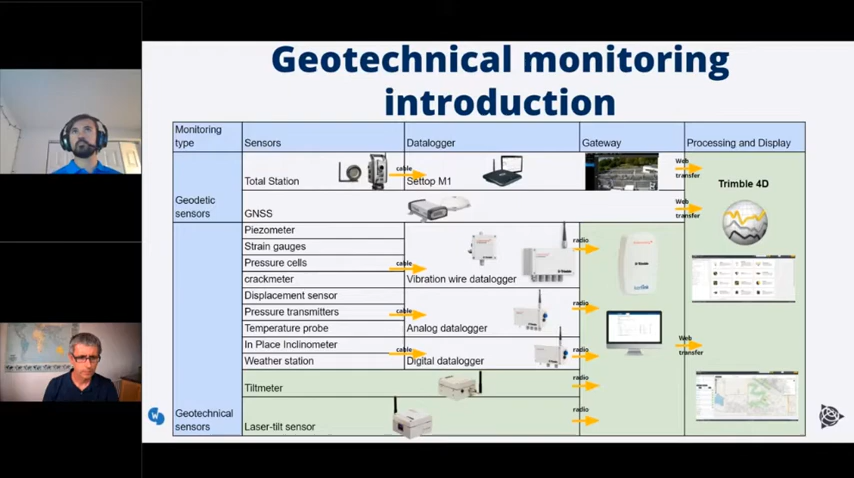 Geotechnical monitoring
introduction
Monitoring
type
Sensors
Datalogger
Gateway
Processing and Display
Geodetic
sensors
Total Station
cable
Settop M1
Web
transfer
Trimble 4D
GNSS
Web
transfer
Geotechnical
sensors
Piezometer
Strain gauges
Pressure cells
crackmeter
cable
Vibration wire datalogger
radio
Displacement sensor
Pressure transmitters
Temperature probe
cable
Analog datalogger
radio
In Place Inclinometer
Weather station
cable
Digital datalogger
radio
Web
transfer
Tiltmeter
radio
Laser-tilt sensor
radio